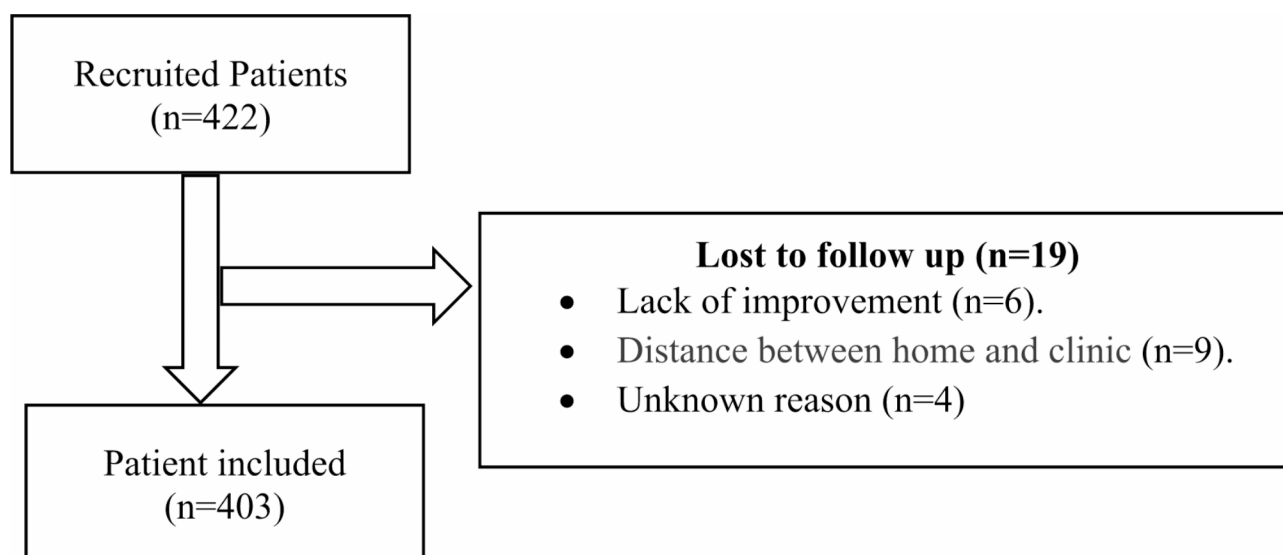 Recruited Patients
(n=422)
Lost to follow up (n=19)
• Lack of improvement (n=6).
• Distance between home and clinic (n=9).
• Unknown reason (n=4)
Patient included
(n=403)